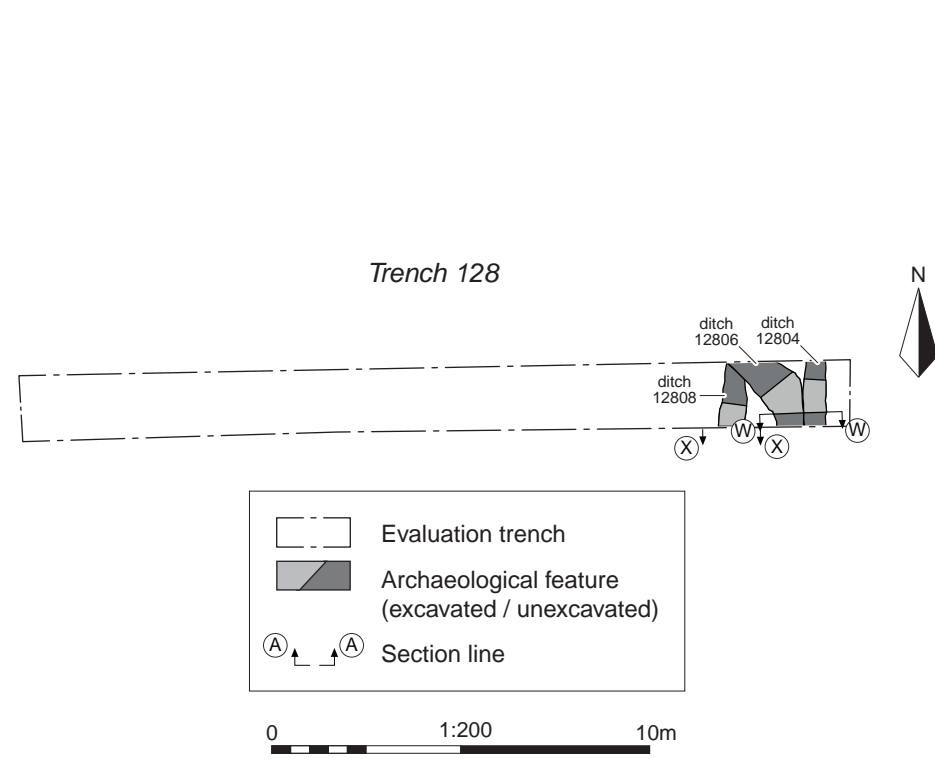 Trench 128
N
ditch
12806
ditch
12804
ditch
12808
X
W
X
W
Evaluation trench
Archaeological feature
(excavated / unexcavated)
A
A
Section line
0
1:200
10m